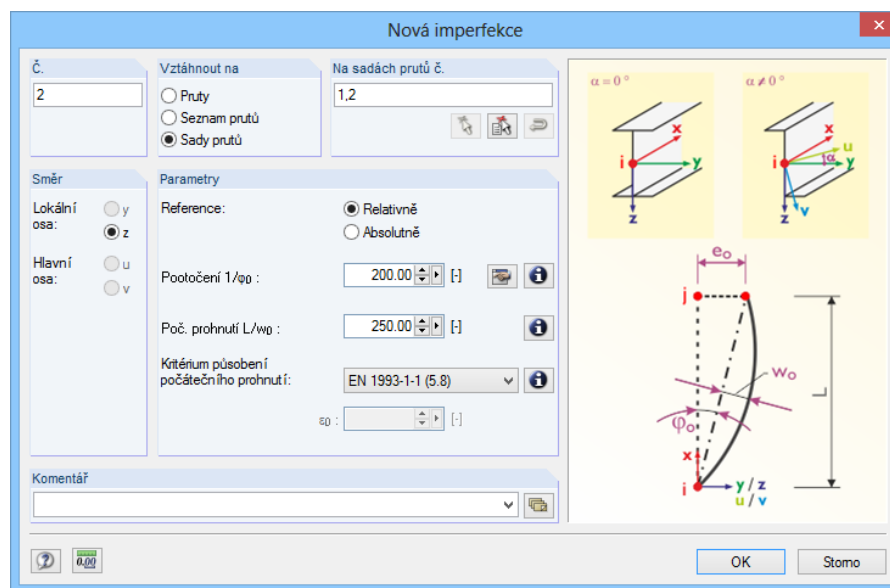 Nová imperfekce
Č.
2
Vztáhnout na
Pruty
Seznam prutů
Sady prutů
Na sadách prutů č.
1,2
Směr
Lokální osa:
y
z
Hlavní osa:
u
v
Parametry
Reference:
Relativně
Absolutně
Pootočení 1/φ0 :
200.00
[-]
Poč. prohnutí L/w0 :
250.00
[-]
Kritérium působení
počátečního prohnutí:
EN 1993-1-1 (5.8)
ε0 :
[-]
Komentář
α = 0 °
x
i
y
z
α ≠ 0 °
x
u
i
α
y
z
v
e₀
j
w₀
L
φ₀
x
i
y / z
u / v
0.00
OK
Storno